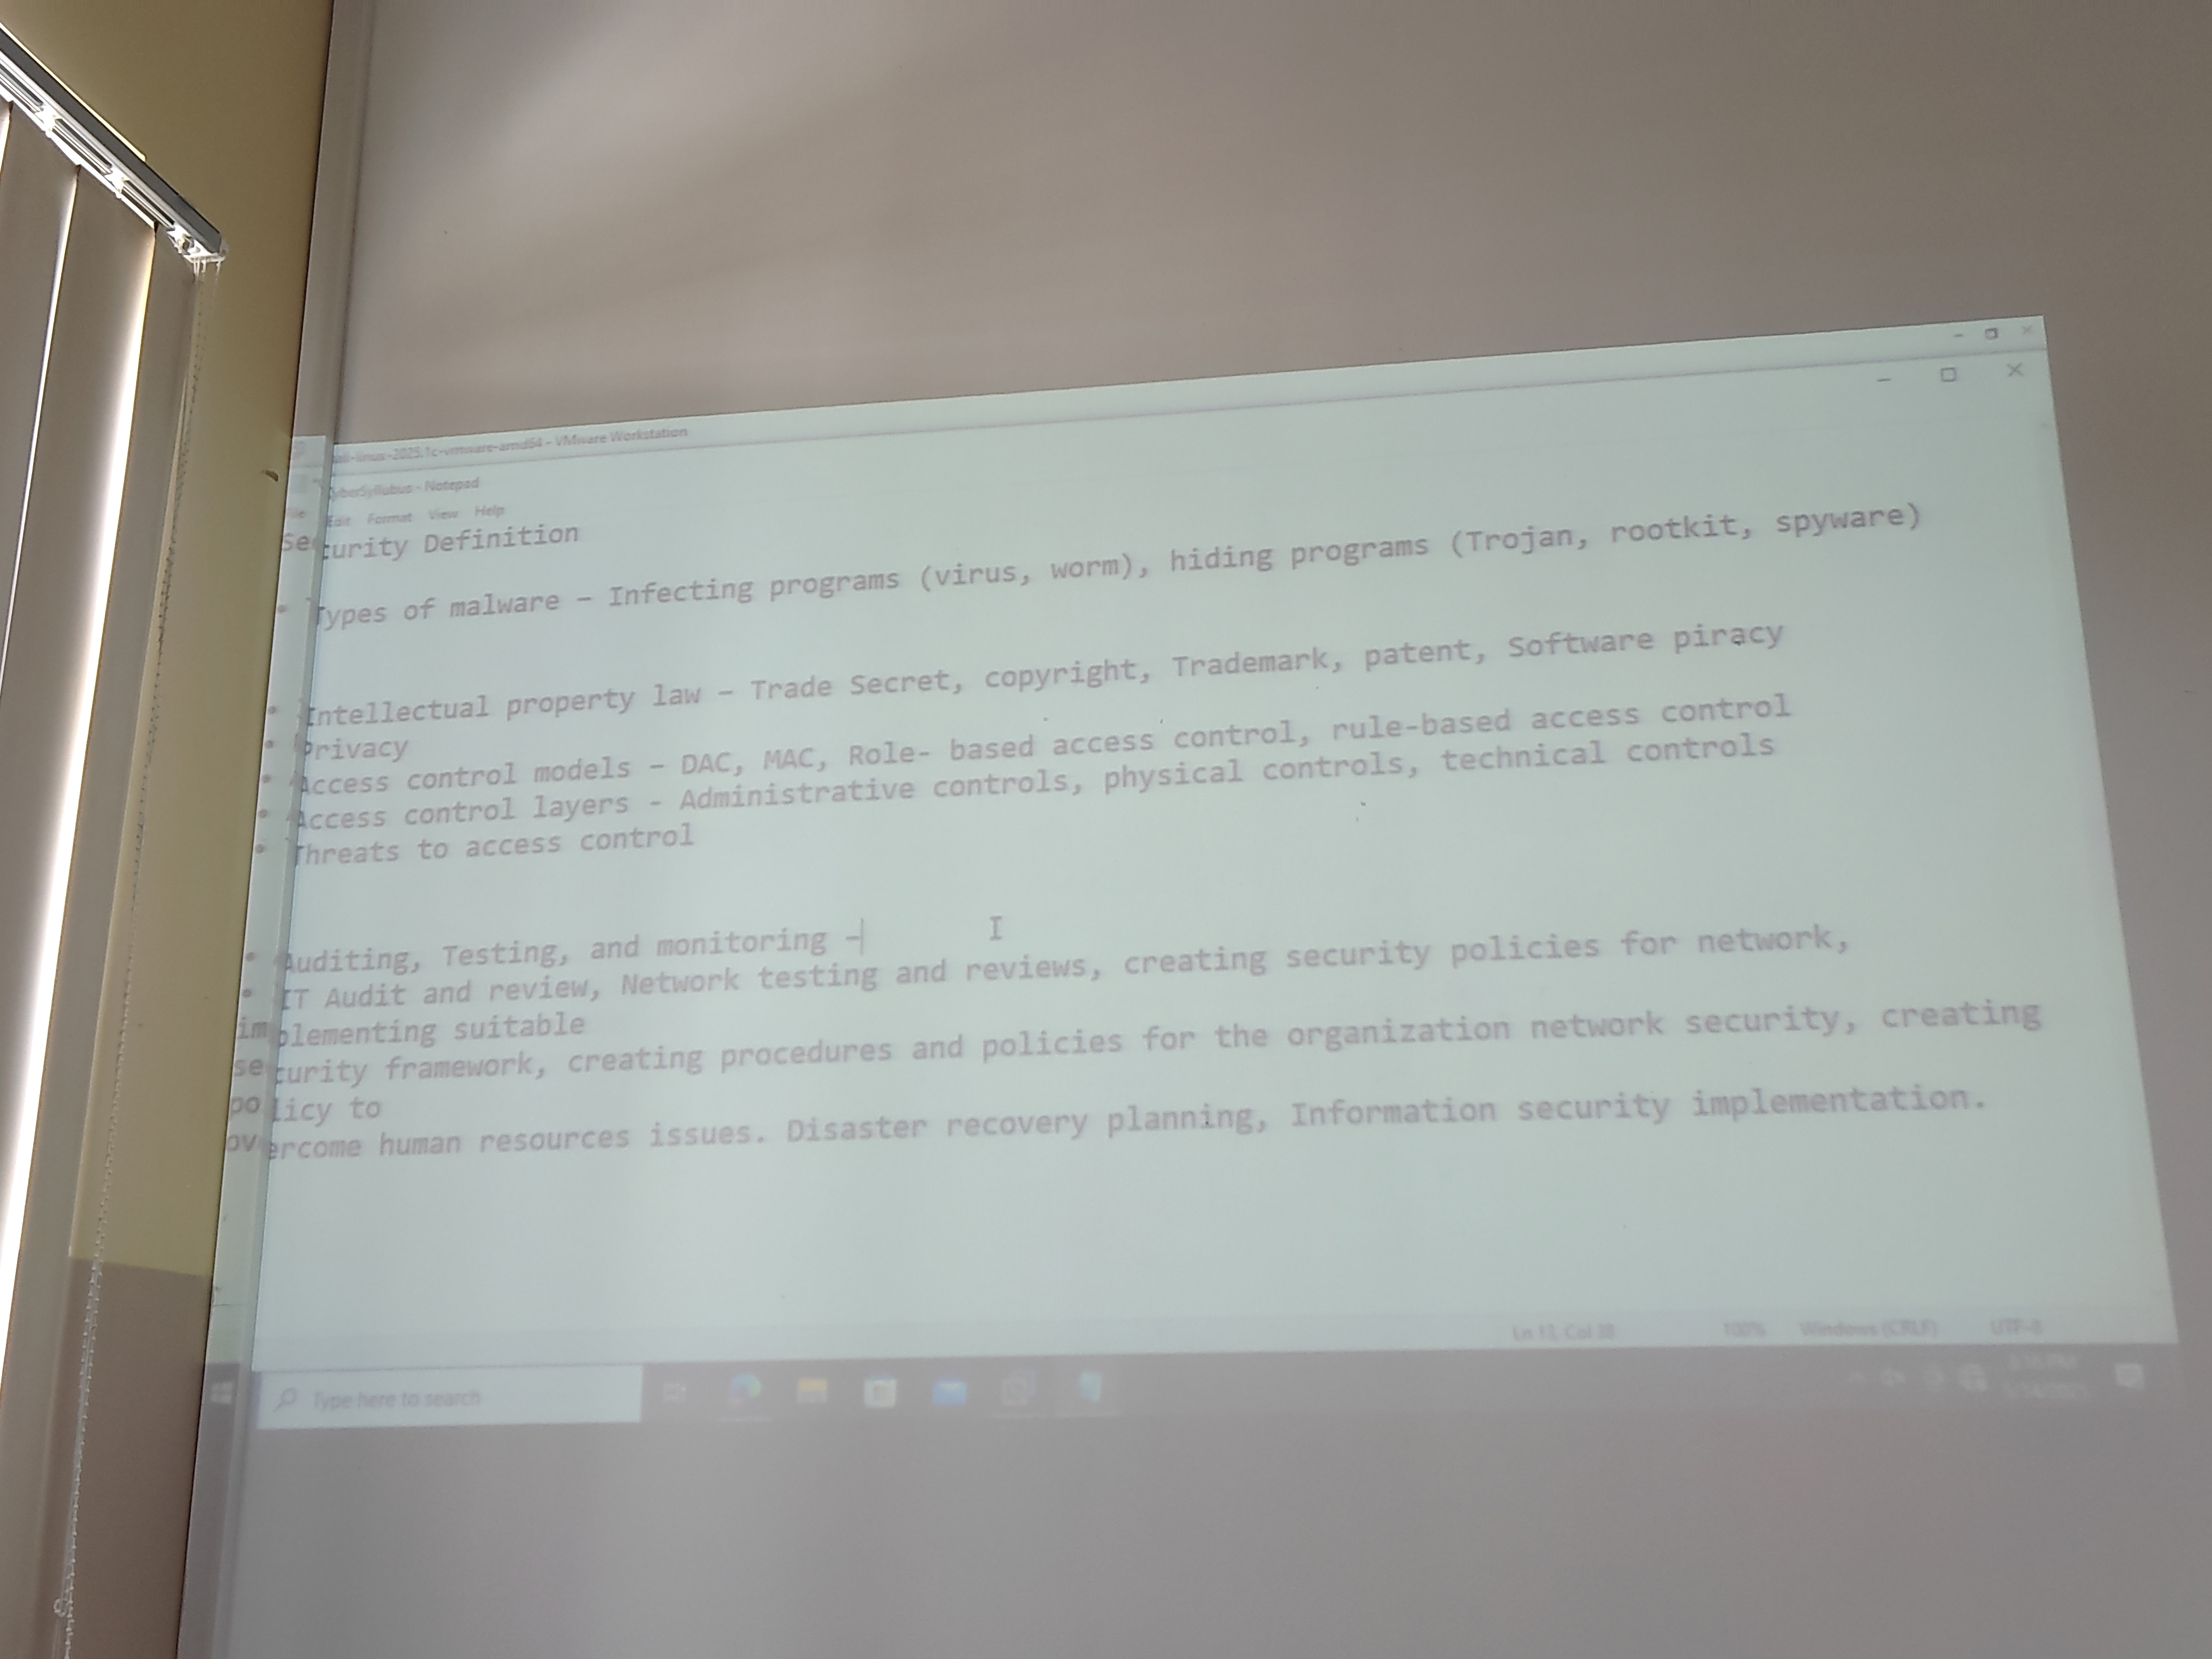 kali-linux-2025.1c-vmware-amd64 - VMware Workstation
CyberSyllubus - Notepad
File Edit Format View Help
Security Definition
• Types of malware – Infecting programs (virus, worm), hiding programs (Trojan, rootkit, spyware)
• Intellectual property law – Trade Secret, copyright, Trademark, patent, Software piracy
• Privacy
• Access control models – DAC, MAC, Role- based access control, rule-based access control
• Access control layers - Administrative controls, physical controls, technical controls
• Threats to access control
• Auditing, Testing, and monitoring –
• IT Audit and review, Network testing and reviews, creating security policies for network,
implementing suitable
security framework, creating procedures and policies for the organization network security, creating
policy to
overcome human resources issues. Disaster recovery planning, Information security implementation.
100% Windows (CRLF) UTF-8
Type here to search